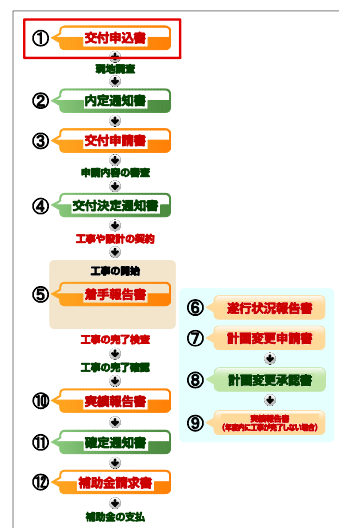 ① 交付申込書
現地調査
② 内定通知書
③ 交付申請書
申請内容の審査
④ 交付決定通知書
工事や設計の契約
工事の開始
⑤ 着手報告書
工事の完了検査
工事の完了確認
⑩ 実績報告書
⑪ 確定通知書
⑫ 補助金請求書
補助金の支払
⑥ 遂行状況報告書
⑦ 計画変更申請書
⑧ 計画変更承認書
⑨ 実績報告書
(年度内に工事が完了しない場合)